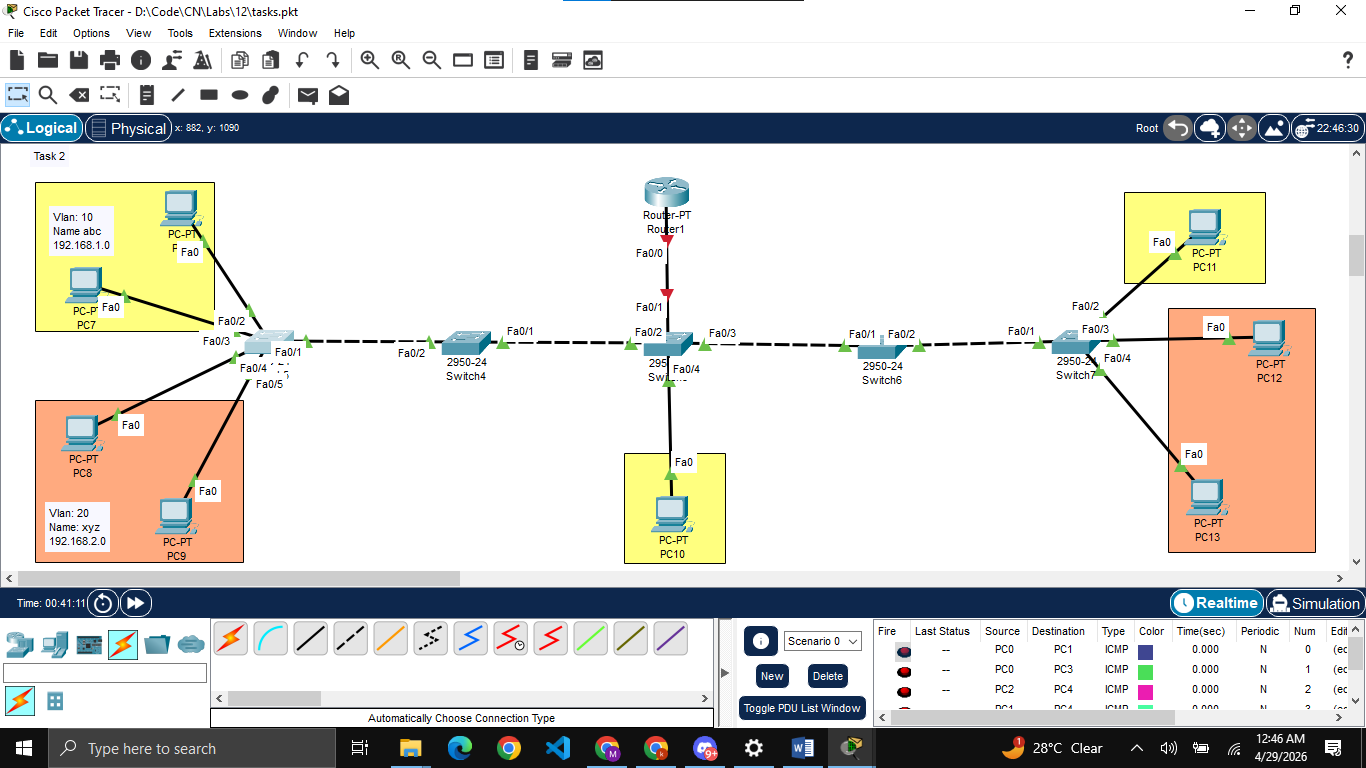 Cisco Packet Tracer - D:\Code\CN\Labs\12\tasks.pkt
File Edit Options View Tools Extensions Window Help
Logical Physical x: 882, y: 1090
Root 22:46:30
Task 2
Vlan: 10
Name abc
192.168.1.0
PC-PT
Fa0
PC-PT
PC7
Fa0
Fa0/2
Fa0/3
Fa0/1
Fa0/4
Fa0/5
Fa0
PC-PT
PC8
Fa0
PC-PT
PC9
Vlan: 20
Name: xyz
192.168.2.0
Fa0/2
Fa0/1
2950-24
Switch4
Router-PT
Router1
Fa0/0
Fa0/1
Fa0/2
Fa0/3
Fa0/4
Fa0
PC-PT
PC10
Fa0/1
Fa0/2
2950-24
Switch6
Fa0/1
Fa0/2
Fa0/3
Fa0/4
2950-24
Switch7
Fa0
PC-PT
PC11
Fa0
PC-PT
PC12
Fa0
PC-PT
PC13
Time: 00:41:11
Realtime Simulation
Automatically Choose Connection Type
Scenario 0
New Delete
Toggle PDU List Window
Fire Last Status Source Destination Type Color Time(sec) Periodic Num Edi
-- PC0 PC1 ICMP 0.000 N 0 (ec
-- PC0 PC3 ICMP 0.000 N 1 (ec
-- PC2 PC4 ICMP 0.000 N 2 (ec
Type here to search
28°C Clear
12:46 AM
4/29/2026